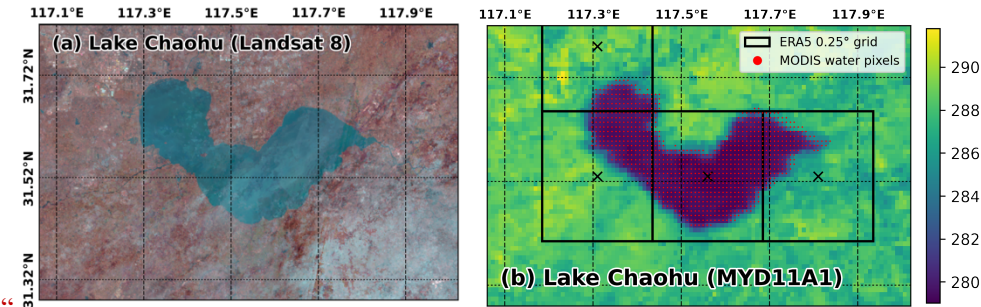 117.1°E 117.3°E 117.5°E 117.7°E 117.9°E
(a) Lake Chaohu (Landsat 8)
31.72°N
31.52°N
31.32°N
“
117.1°E 117.3°E 117.5°E 117.7°E 117.9°E
ERA5 0.25° grid
MODIS water pixels
(b) Lake Chaohu (MYD11A1)
290
288
286
284
282
280